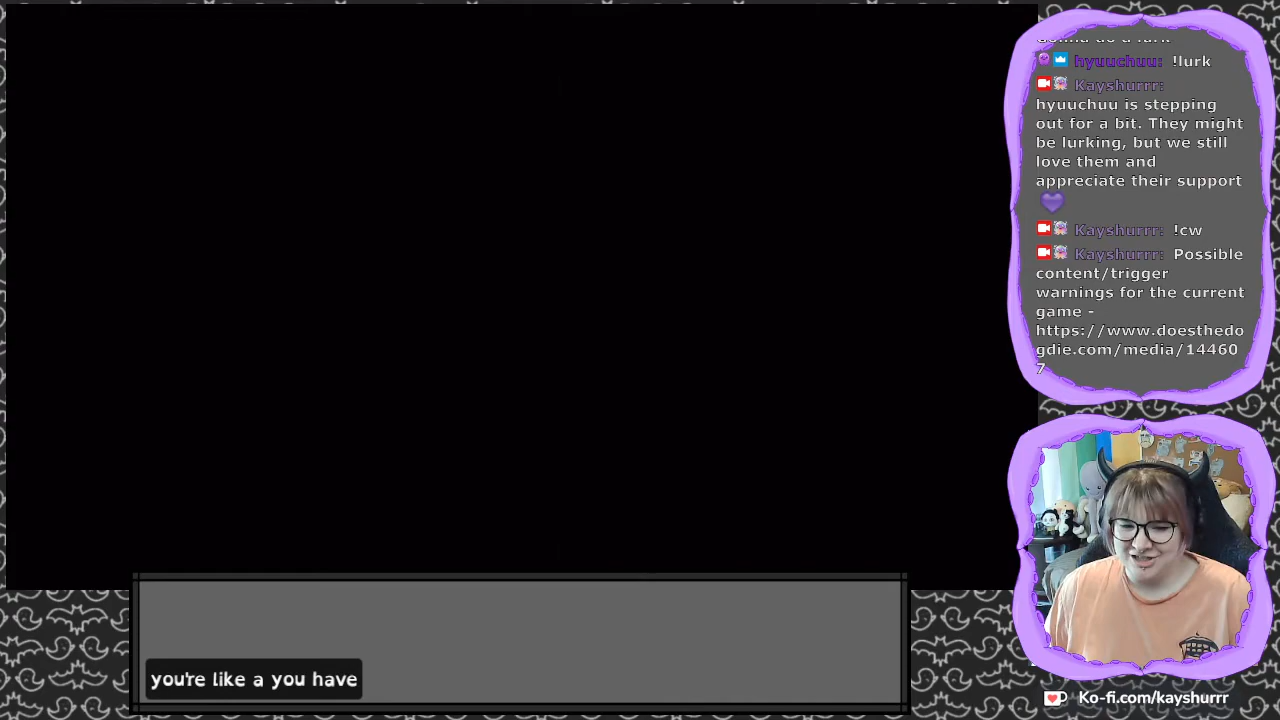 hyuuchuu: !lurk
Kayshurrr:
hyuuchuu is stepping
out for a bit. They might
be lurking, but we still
love them and
appreciate their support
Kayshurrr: !cw
Kayshurrr: Possible
content/trigger
warnings for the current
game -
https://www.doesthedo
gdie.com/media/14460
7
you're like a you have
Ko-fi.com/kayshurrr